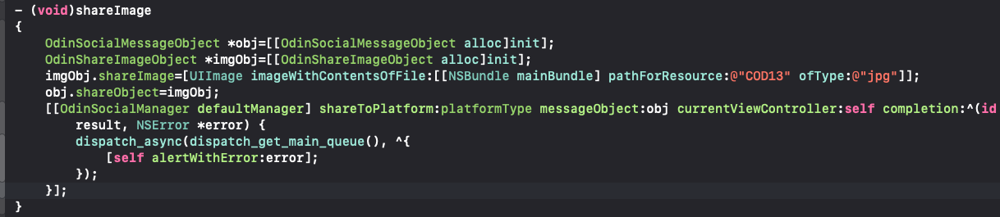 - (void)shareImage
{
    OdinSocialMessageObject *obj=[[OdinSocialMessageObject alloc]init];
    OdinShareImageObject *imgObj=[[OdinShareImageObject alloc]init];
    imgObj.shareImage=[UIImage imageWithContentsOfFile:[[NSBundle mainBundle] pathForResource:@"COD13" ofType:@"jpg"]];
    obj.shareObject=imgObj;
    [[OdinSocialManager defaultManager] shareToPlatform:platformType messageObject:obj currentViewController:self completion:^(id
        result, NSError *error) {
        dispatch_async(dispatch_get_main_queue(), ^{
            [self alertWithError:error];
        });
    }];
}